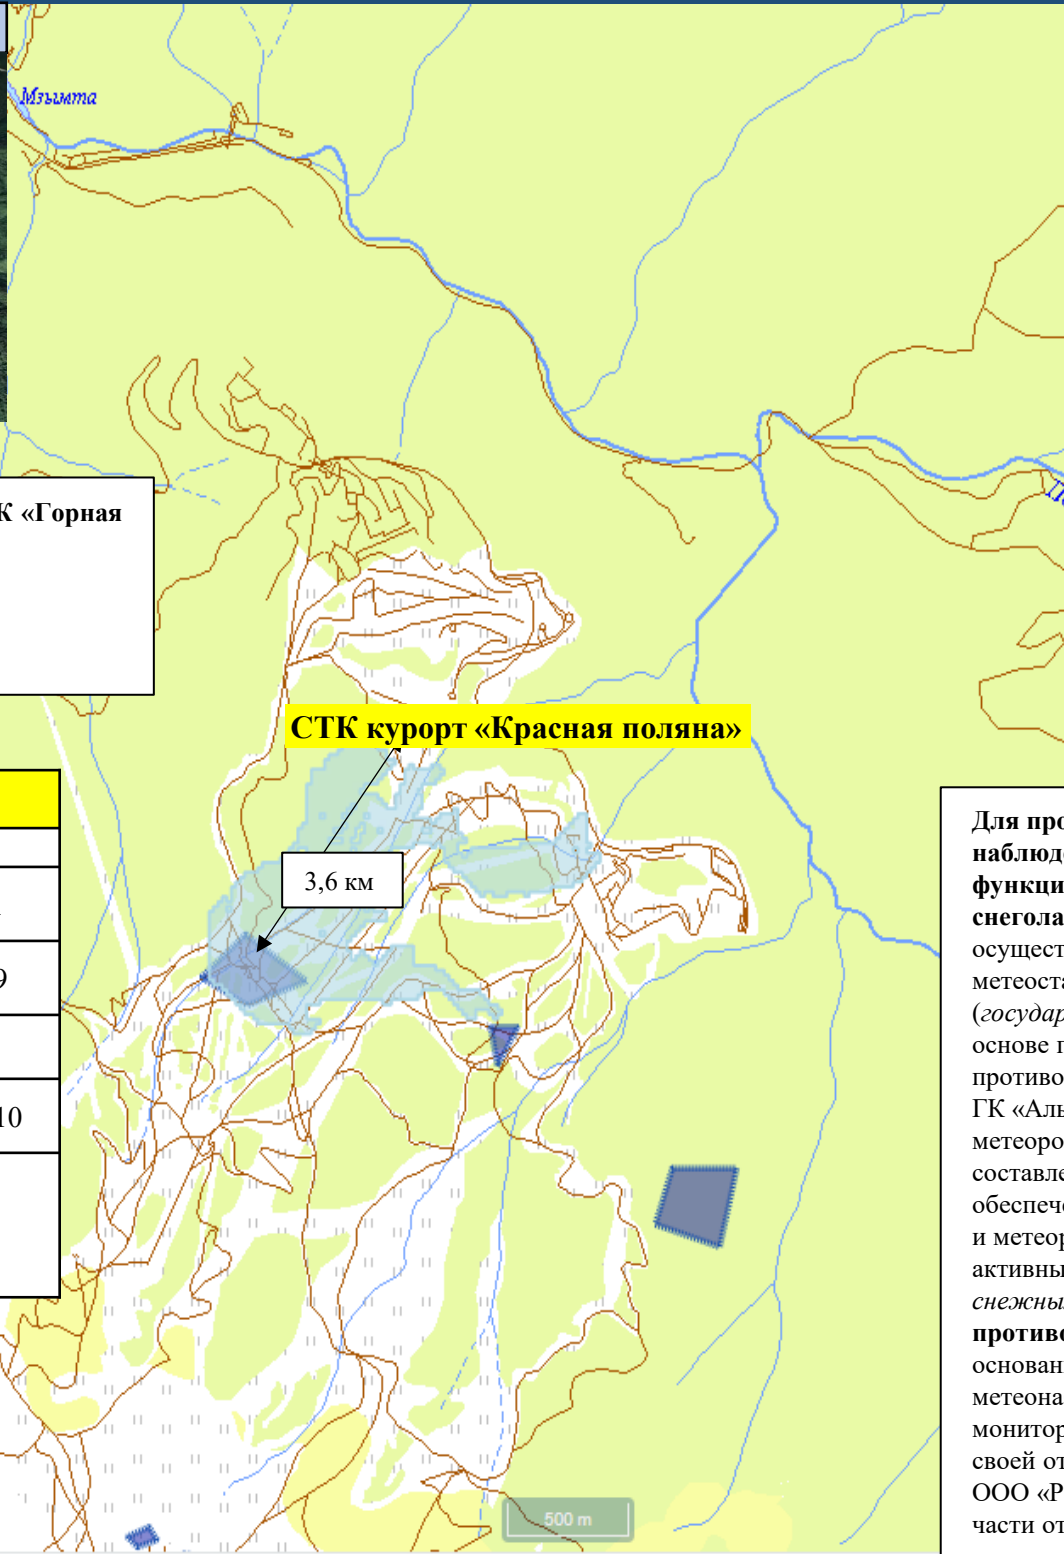 Мзымта
К «Горная
СТК курорт «Красная поляна»
3,6 км
9
10
500 m
Для про
наблюд
функци
снегола
осущест
метеост
(государ
основе п
противо
ГК «Аль
метеоро
составле
обеспеч
и метео
активны
снежны
противо
основан
метеона
монитор
своей от
ООО «Р
части от